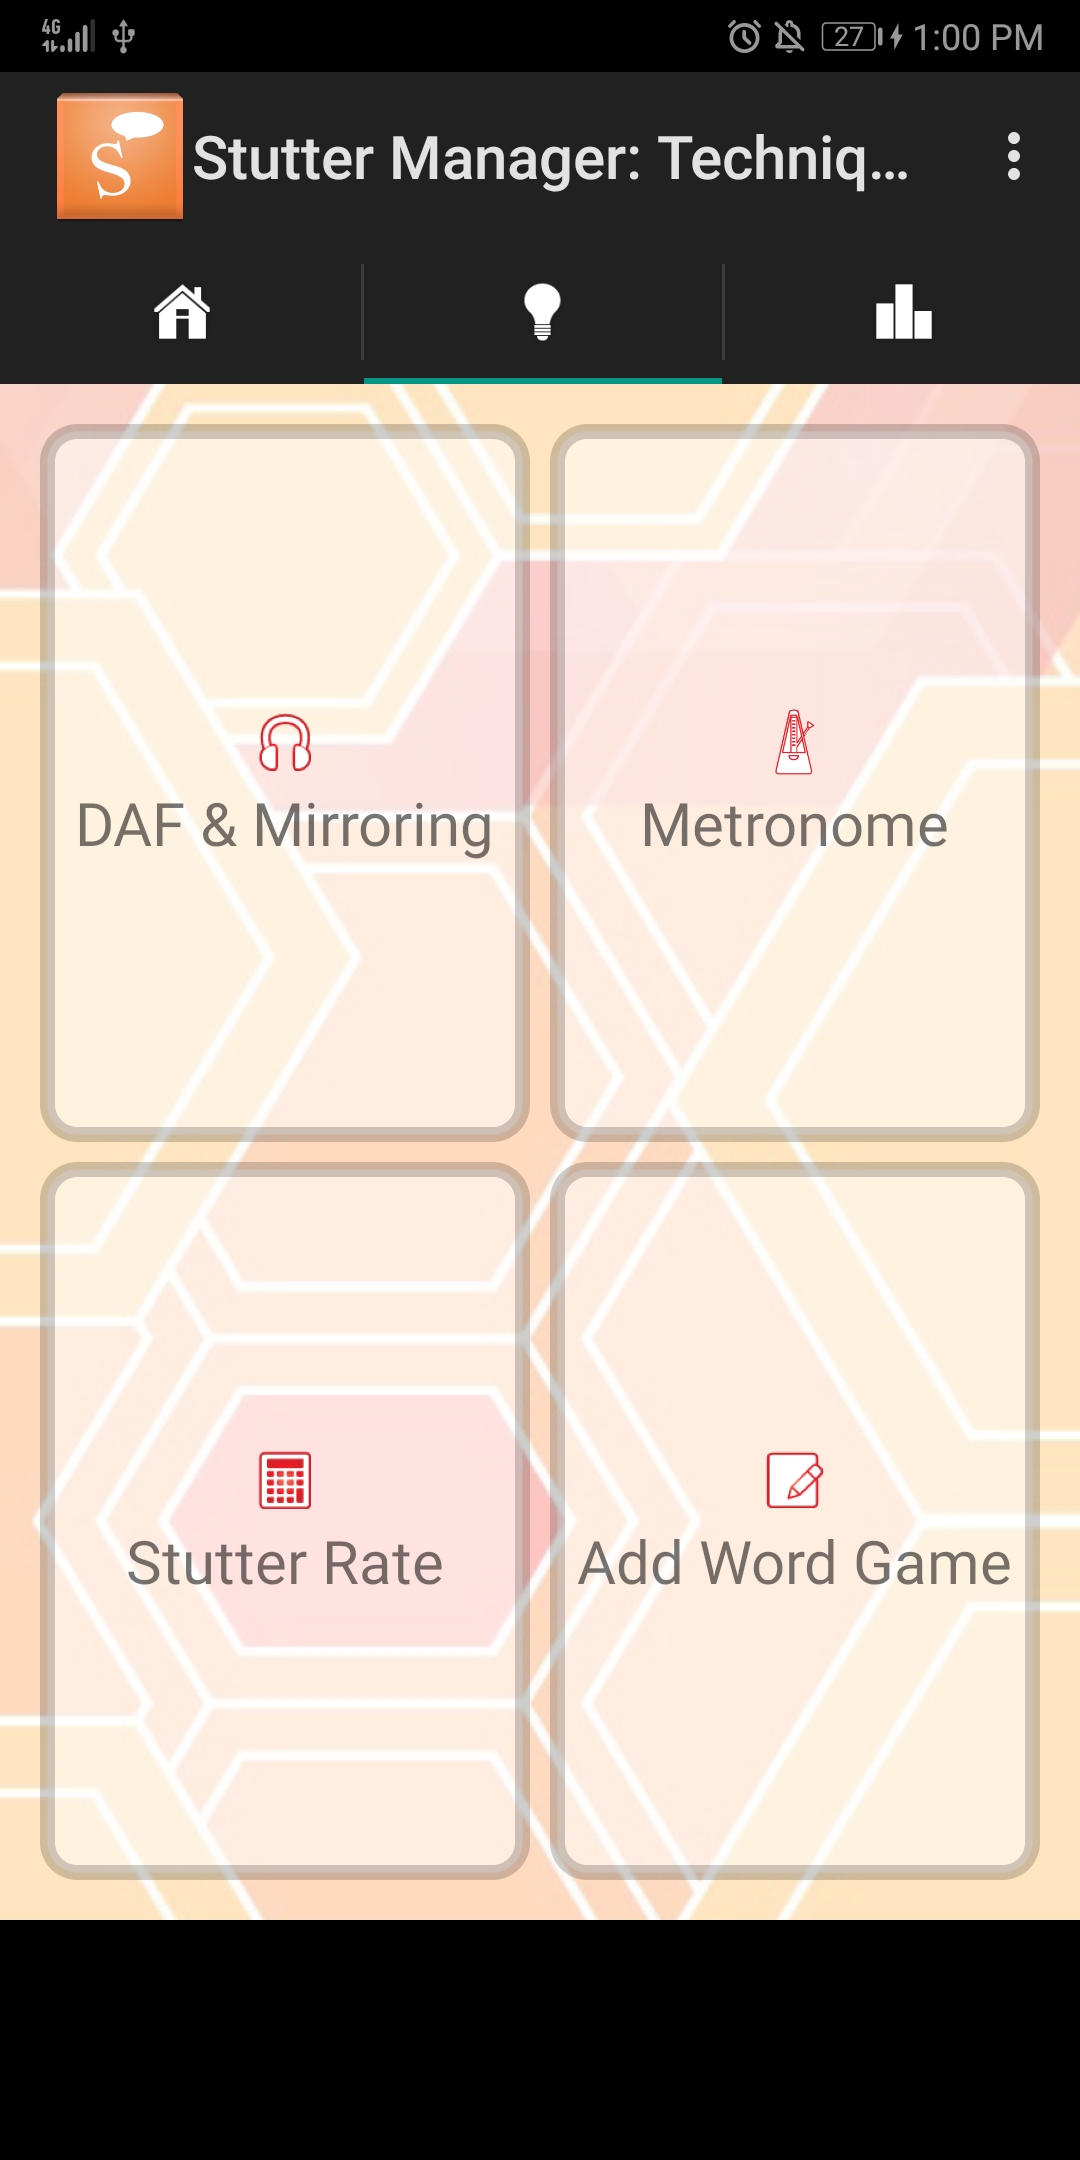 4G 27 1:00 PM
S Stutter Manager: Techniq...
DAF & Mirroring
Metronome
Stutter Rate
Add Word Game